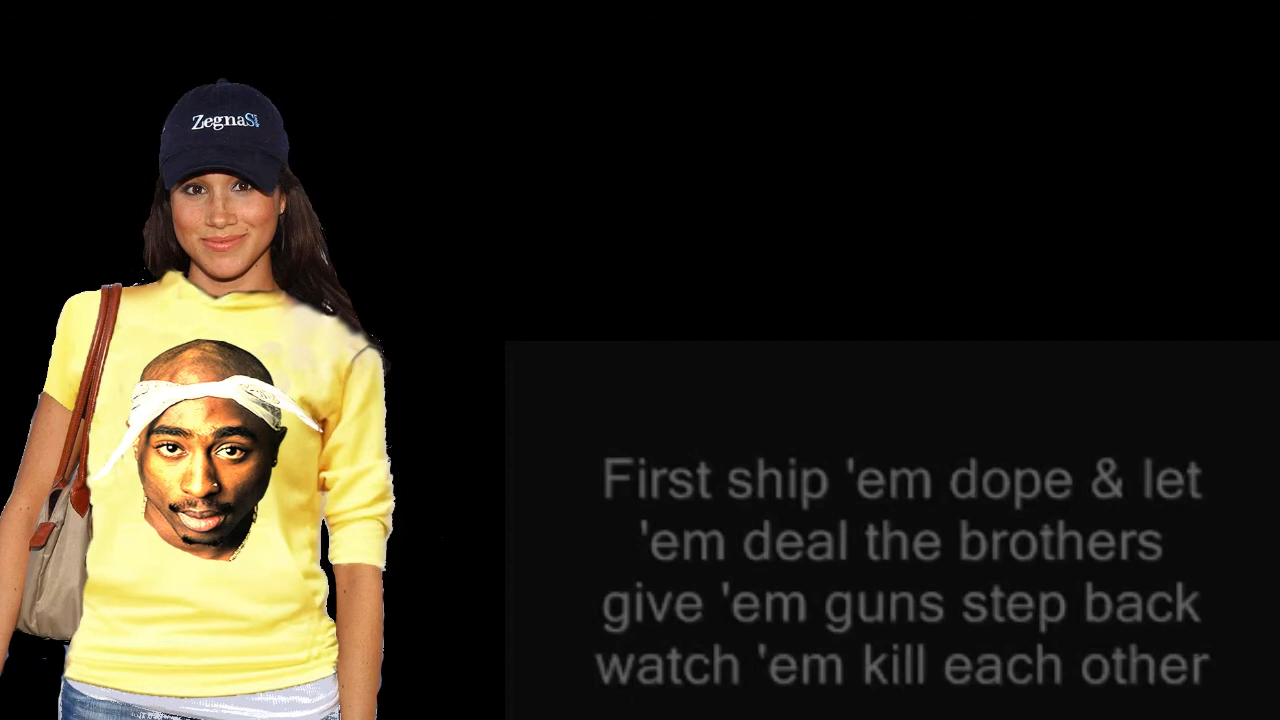 ZegnaSport
First ship 'em dope & let
'em deal the brothers
give 'em guns step back
watch 'em kill each other